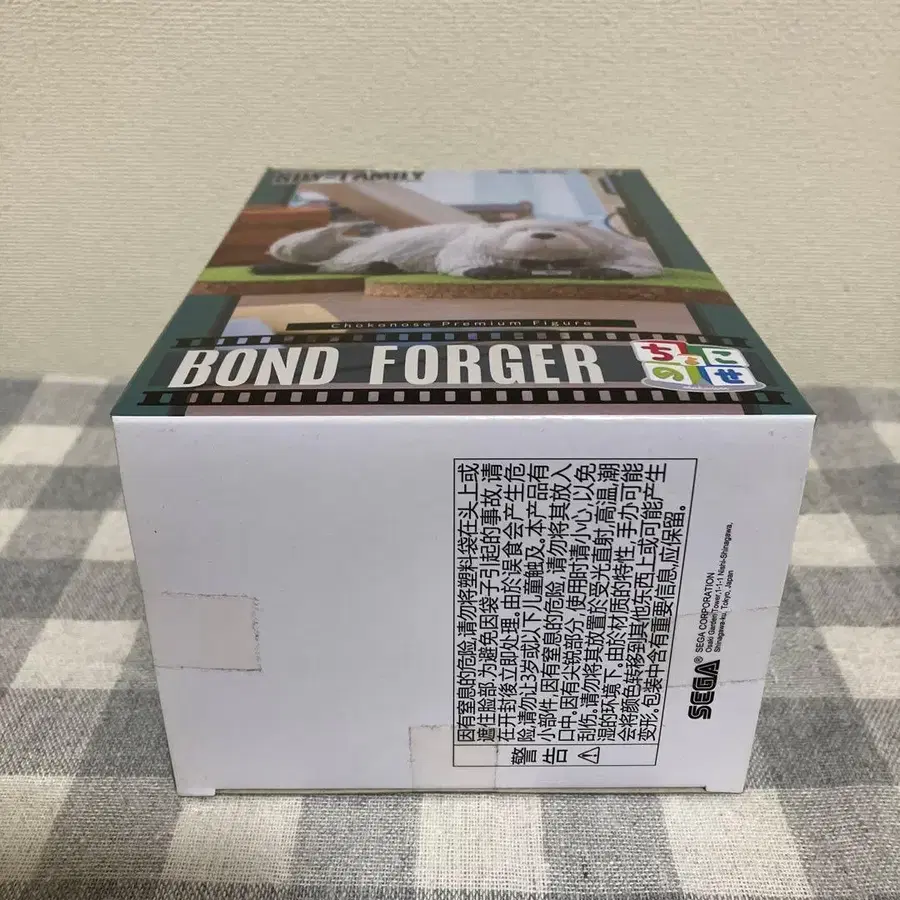 SPY×FAMILY
Chokonose Premium Figure
BOND FORGER
ちょこ
のせ
警告
因有窒息的危险,请勿将塑料袋在头上或
遮住脸部,为避免因袋子引起的事故,请
在开封後立即处理。由於误食会产生危
险,请勿让3岁或以下儿童触及。本产品有
小部件,因有窒息的危险,请勿将其放入
口中。因有尖锐部分,使用时请小心,以免
刮伤。请勿将其放置於受光直射,高温,潮
湿的环境下。由於材质的特性 手办可能
会将颜色转移到其他东西上或可能产生
变形。包装中含有重要信息,应保留。
SEGA®
SEGA CORPORATION
Osaki Garden Tower, 1-1-1 Nishi-Shinagawa,
Shinagawa-ku, Tokyo, Japan